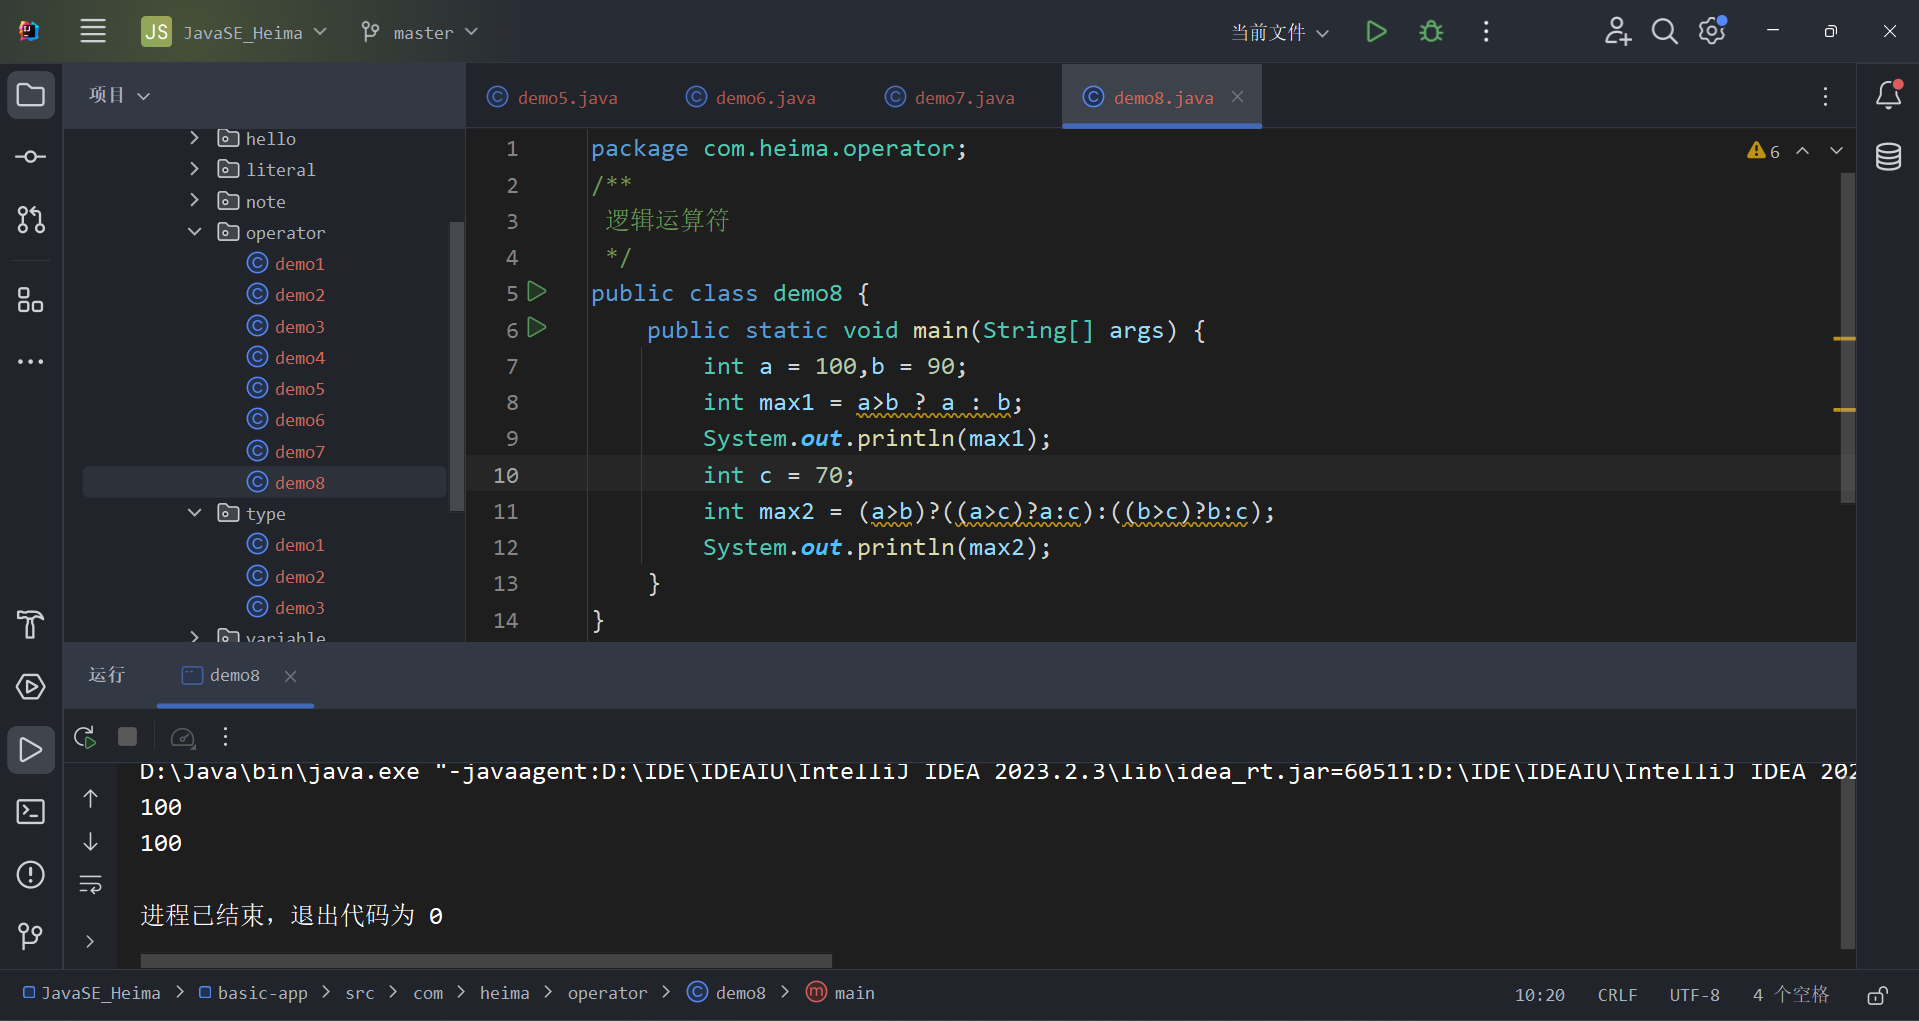 JS JavaSE_Heima master 当前文件
项目
demo5.java demo6.java demo7.java demo8.java
hello
literal
note
operator
demo1
demo2
demo3
demo4
demo5
demo6
demo7
demo8
type
demo1
demo2
demo3
variable
6
1 package com.heima.operator;
2 /**
3 逻辑运算符
4 */
5 public class demo8 {
6 public static void main(String[] args) {
7 int a = 100,b = 90;
8 int max1 = a>b ? a : b;
9 System.out.println(max1);
10 int c = 70;
11 int max2 = (a>b)?((a>c)?a:c):((b>c)?b:c);
12 System.out.println(max2);
13 }
14 }
运行 demo8
D:\Java\bin\java.exe "-javaagent:D:\IDE\IDEAIU\IntelliJ IDEA 2023.2.3\lib\idea_rt.jar=60511:D:\IDE\IDEAIU\IntelliJ IDEA 202
100
100
进程已结束，退出代码为 0
JavaSE_Heima > basic-app > src > com > heima > operator > demo8 > main 10:20 CRLF UTF-8 4 个空格